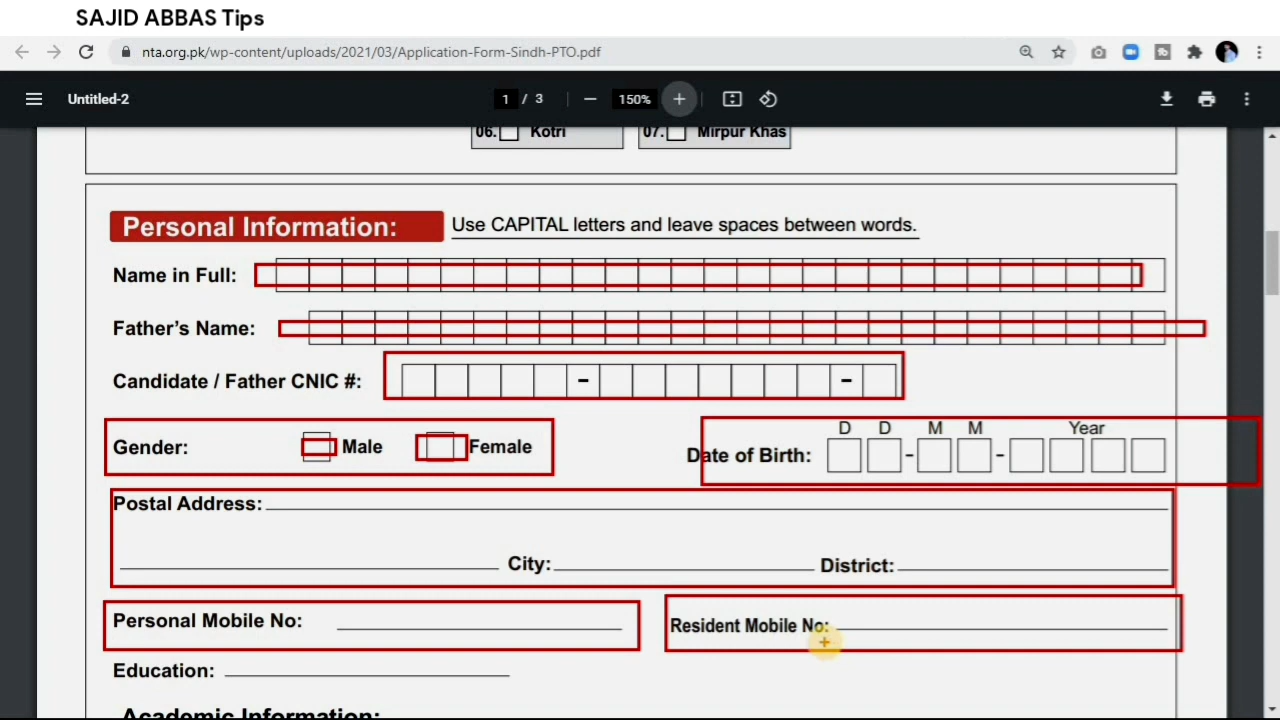 SAJID ABBAS Tips
nta.org.pk/wp-content/uploads/2021/03/Application-Form-Sindh-PTO.pdf
Untitled-2
1 / 3
150%
06. Kotri
07. Mirpur Khas
Personal Information: Use CAPITAL letters and leave spaces between words.
Name in Full:
Father's Name:
Candidate / Father CNIC #: - -
Gender: Male Female
D D M M Year
Date of Birth: - -
Postal Address:
City: District:
Personal Mobile No:
Resident Mobile No:
Education:
Academic Information: